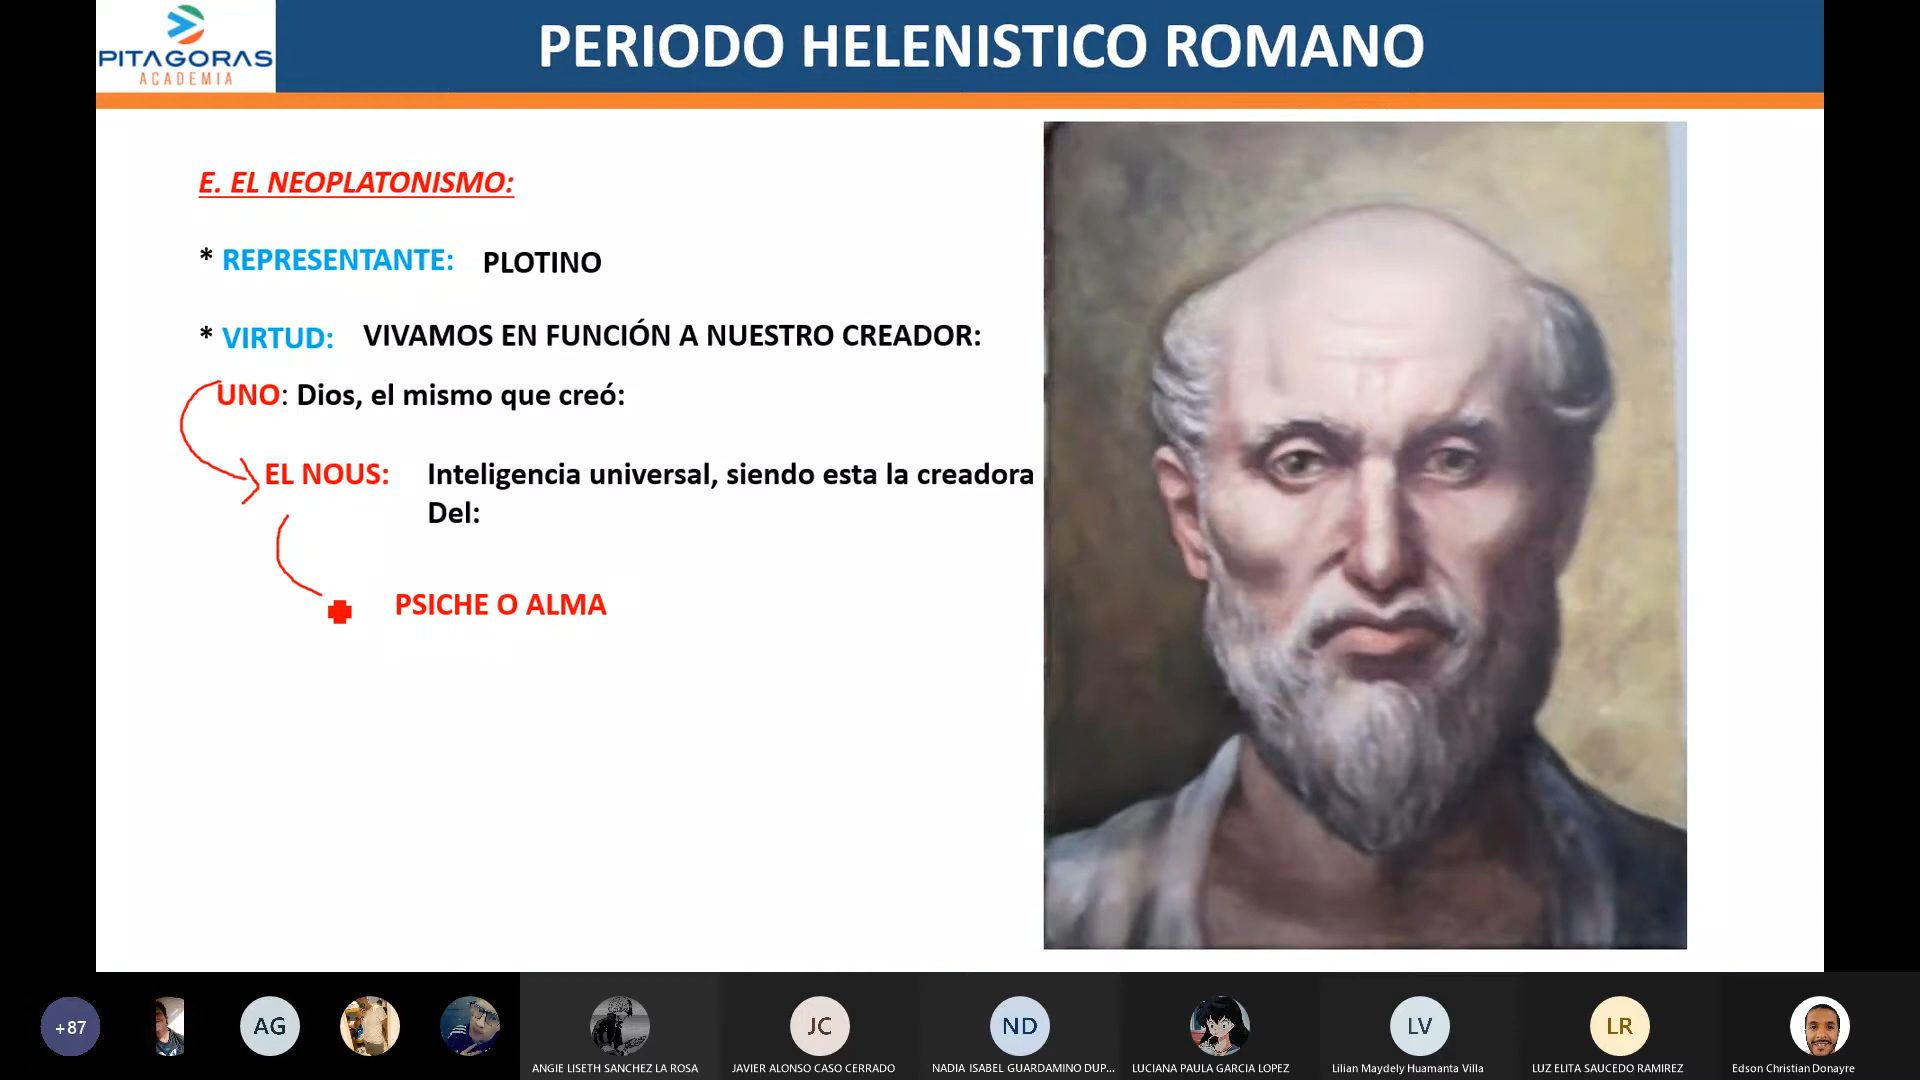 PITAGORAS
ACADEMIA
PERIODO HELENISTICO ROMANO
E. EL NEOPLATONISMO:
* REPRESENTANTE: PLOTINO
* VIRTUD: VIVAMOS EN FUNCIÓN A NUESTRO CREADOR:
UNO: Dios, el mismo que creó:
EL NOUS: Inteligencia universal, siendo esta la creadora
Del:
PSICHE O ALMA
+87
AG
JC
ND
LV
LR
ANGIE LISETH SANCHEZ LA ROSA
JAVIER ALONSO CASO CERRADO
NADIA ISABEL GUARDAMINO DUP...
LUCIANA PAULA GARCIA LOPEZ
Lilian Maydely Huamanta Villa
LUZ ELITA SAUCEDO RAMIREZ
Edson Christian Donayre